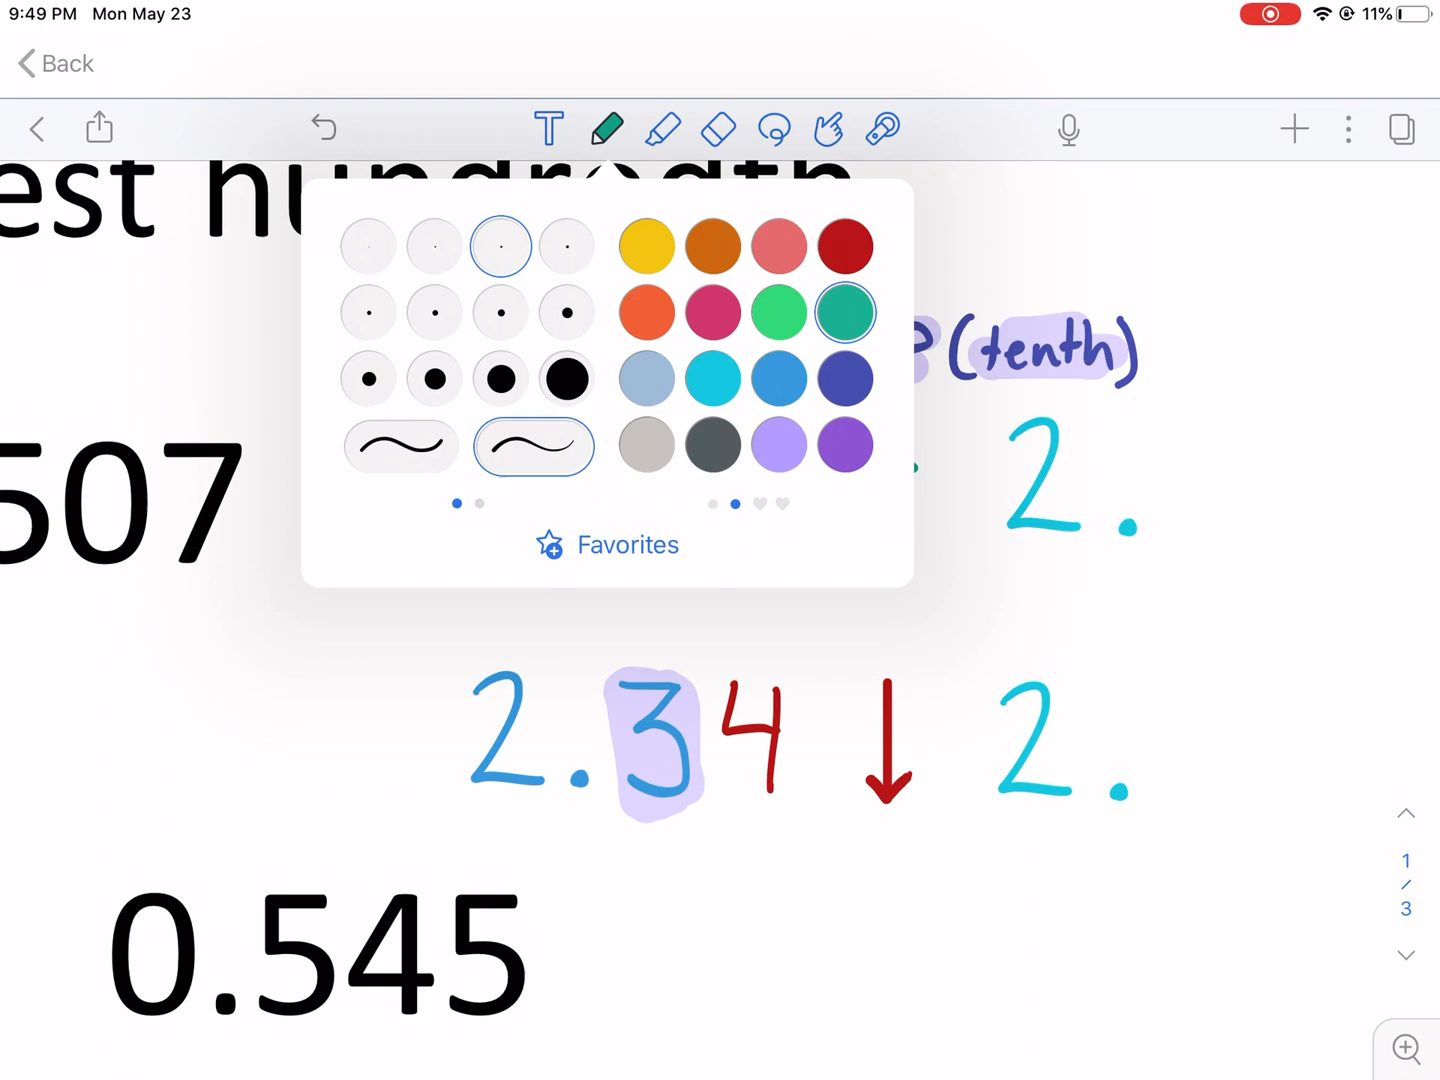 9:49 PM Mon May 23
11%
Back
T
est hundredth
(tenth)
507
2.
Favorites
2.34 ↓ 2.
1
/
3
0.545